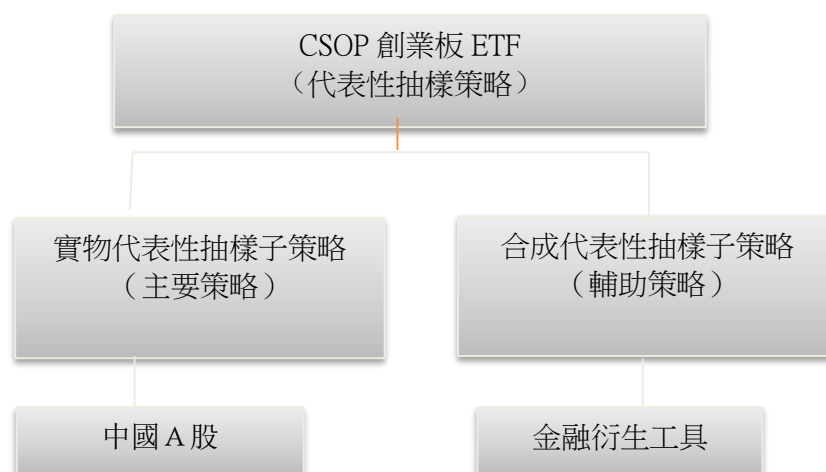 CSOP 創業板 ETF
（代表性抽樣策略）
實物代表性抽樣子策略
（主要策略）
合成代表性抽樣子策略
（輔助策略）
中國 A 股
金融衍生工具